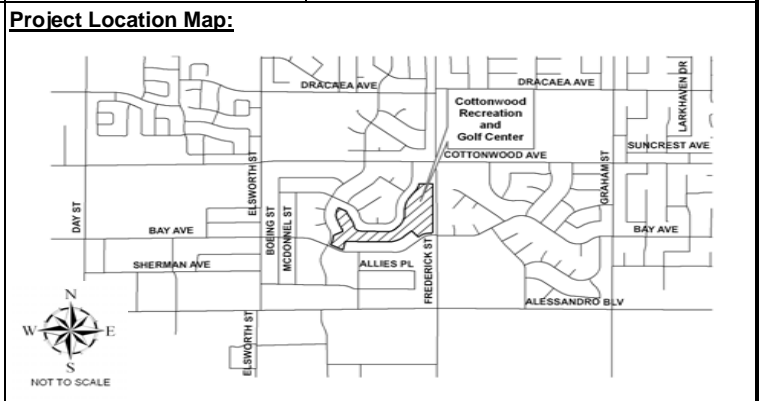 Project Location Map:
DRACAEA AVE
DRACAEA AVE
LARKHAVEN DR
Cottonwood
Recreation
and
Golf Center
COTTONWOOD AVE
SUNCREST AVE
ELSWORTH ST
GRAHAM ST
DAY ST
BOEING ST
MCDONNEL ST
BAY AVE
BAY AVE
SHERMAN AVE
ALLIES PL
FREDERICK ST
ALESSANDRO BLV
ELSWORTH ST
N
W
E
S
NOT TO SCALE